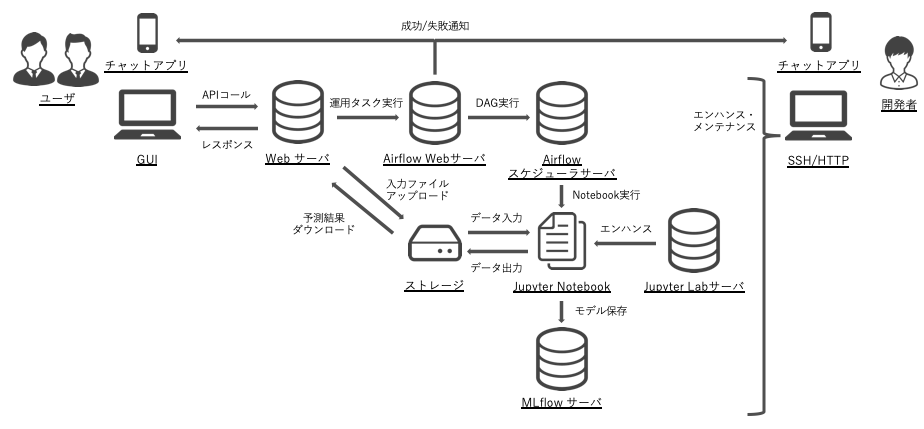 成功/失敗通知
チャットアプリ
チャットアプリ
ユーザ
開発者
APIコール
レスポンス
GUI
Web サーバ
運用タスク実行
Airflow Webサーバ
DAG実行
Airflow
スケジューラサーバ
エンハンス・
メンテナンス
SSH/HTTP
入力ファイル
アップロード
予測結果
ダウンロード
Notebook実行
データ入力
データ出力
エンハンス
ストレージ
Jupyter Notebook
Jupyter Labサーバ
モデル保存
MLflow サーバ